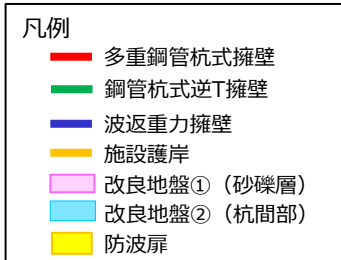 凡例
多重鋼管杭式擁壁
鋼管杭式逆T擁壁
波返重力擁壁
施設護岸
改良地盤①（砂礫層）
改良地盤②（杭間部）
防波扉